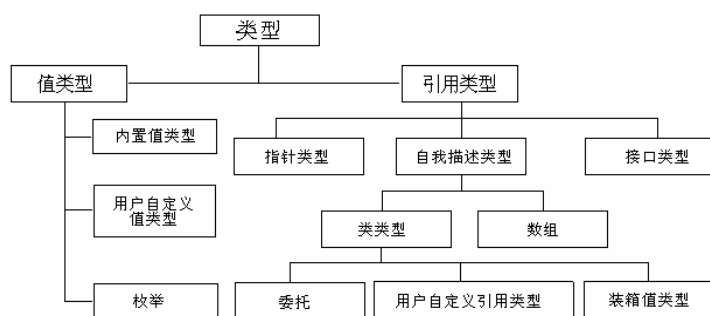 类型
值类型
引用类型
内置值类型
指针类型
自我描述类型
接口类型
用户自定义
值类型
类类型
数组
枚举
委托
用户自定义引用类型
装箱值类型